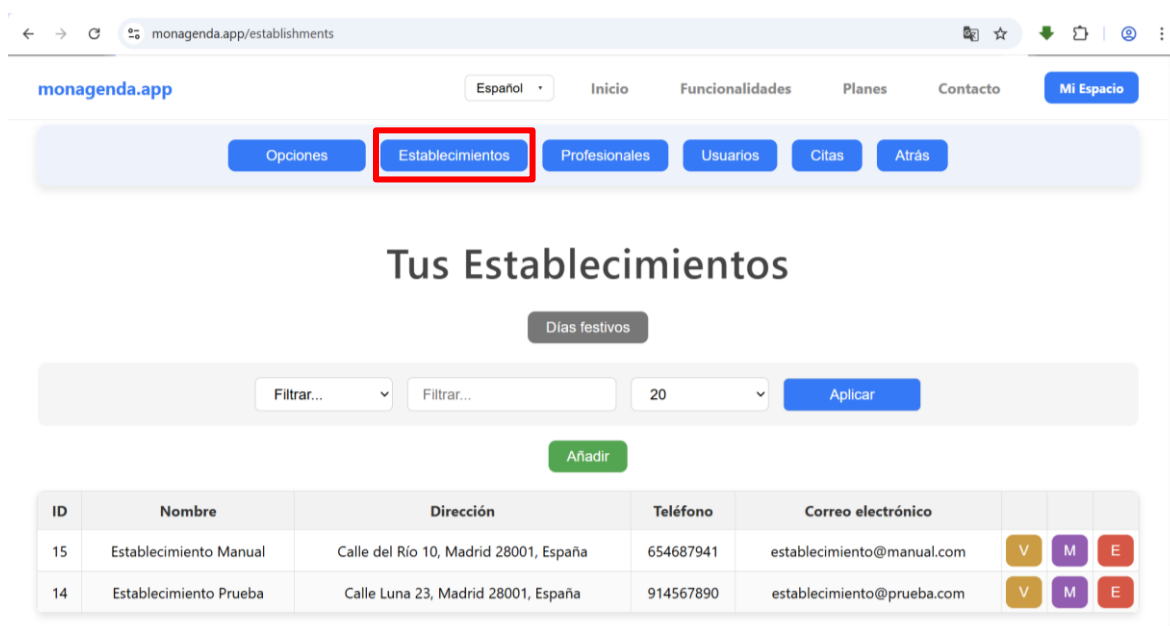 monagenda.app/establishments
monagenda.app Español Inicio Funcionalidades Planes Contacto Mi Espacio
Opciones Establecimientos Profesionales Usuarios Citas Atrás
Tus Establecimientos
Días festivos
Filtrar... Filtrar... 20 Aplicar
Añadir
ID Nombre Dirección Teléfono Correo electrónico
15 Establecimiento Manual Calle del Río 10, Madrid 28001, España 654687941 establecimiento@manual.com V M E
14 Establecimiento Prueba Calle Luna 23, Madrid 28001, España 914567890 establecimiento@prueba.com V M E